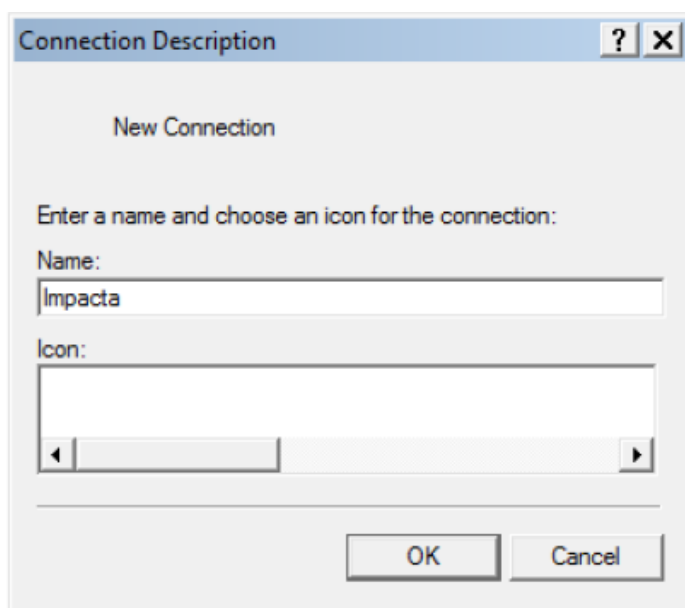 Connection Description
New Connection
Enter a name and choose an icon for the connection:
Name:
Impacta
Icon:
OK Cancel